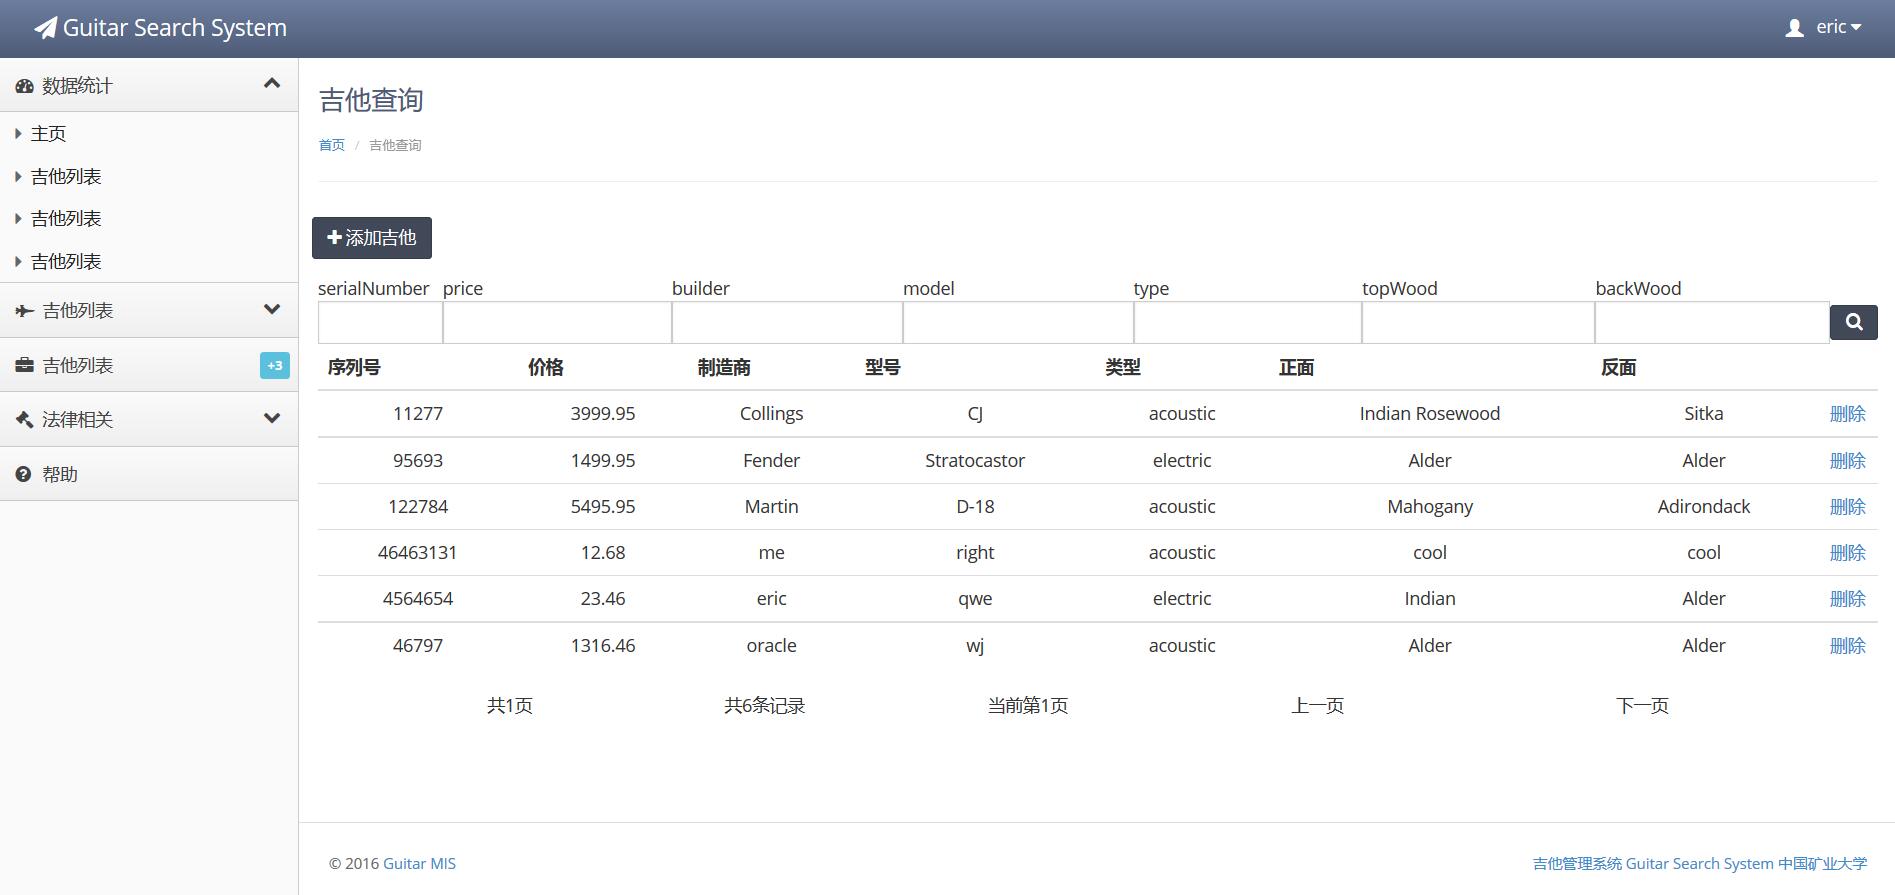 Guitar Search System
eric
数据统计
主页
吉他列表
吉他列表
吉他列表
吉他列表
吉他列表 +3
法律相关
帮助
吉他查询
首页 / 吉他查询
添加吉他
serialNumber price builder model type topWood backWood
序列号 价格 制造商 型号 类型 正面 反面
11277 3999.95 Collings CJ acoustic Indian Rosewood Sitka 删除
95693 1499.95 Fender Stratocastor electric Alder Alder 删除
122784 5495.95 Martin D-18 acoustic Mahogany Adirondack 删除
46463131 12.68 me right acoustic cool cool 删除
4564654 23.46 eric qwe electric Indian Alder 删除
46797 1316.46 oracle wj acoustic Alder Alder 删除
共1页 共6条记录 当前第1页 上一页 下一页
© 2016 Guitar MIS
吉他管理系统 Guitar Search System 中国矿业大学